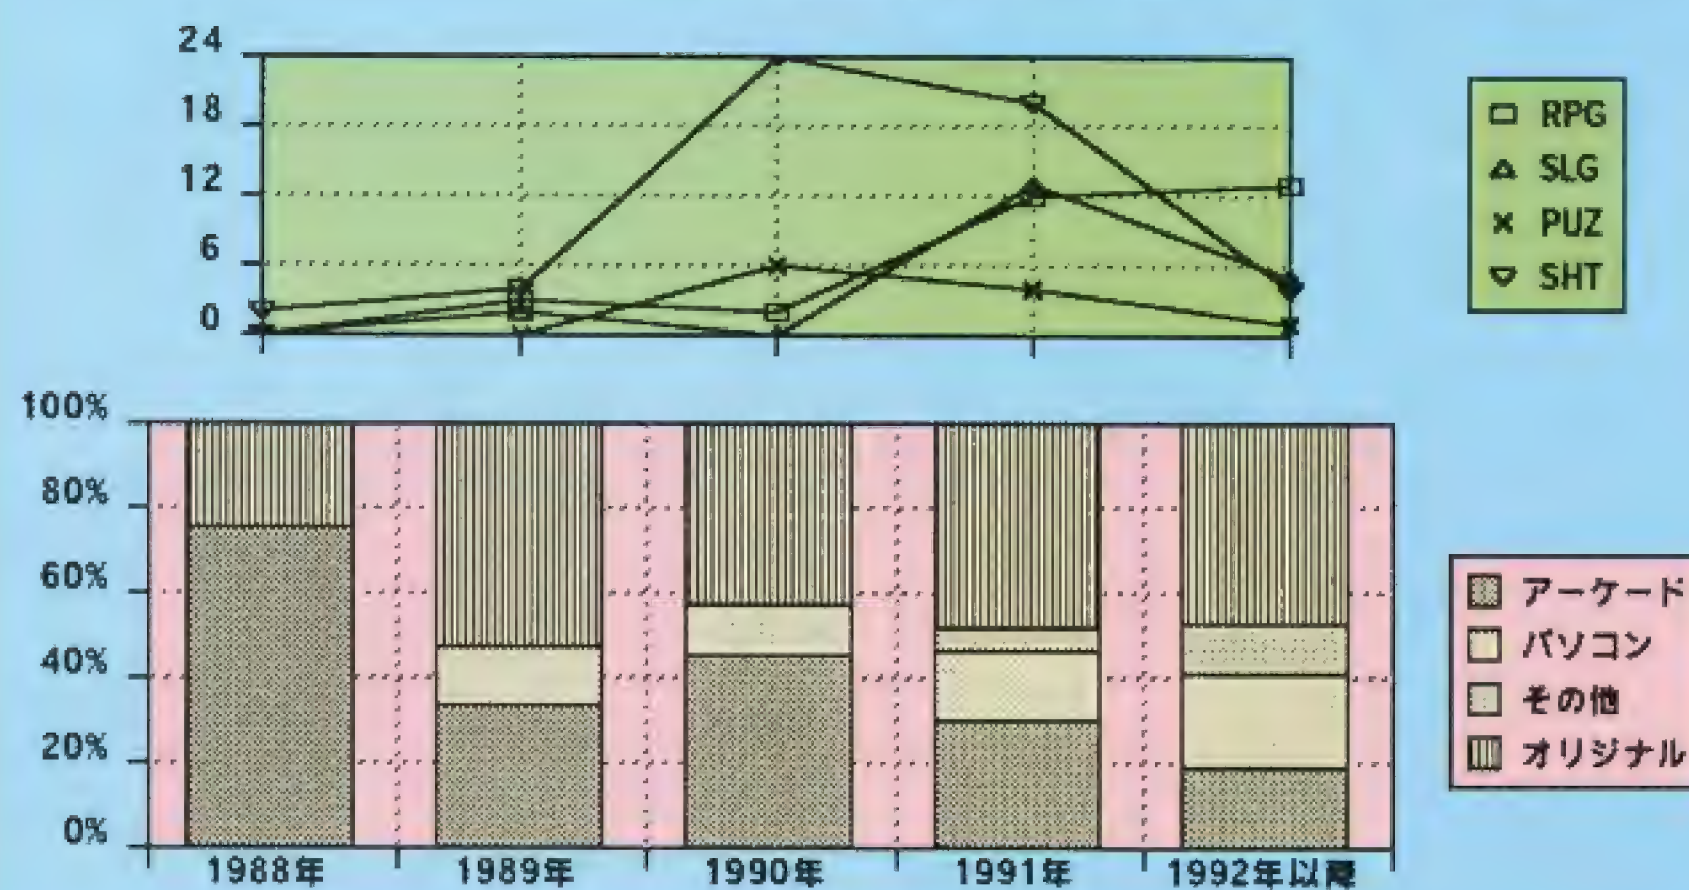 24
18
12
6
0
RPG
SLG
PUZ
SHT
100%
80%
60%
40%
20%
0%
1988年
1989年
1990年
1991年
1992年以降
アーケード
パソコン
その他
オリジナル